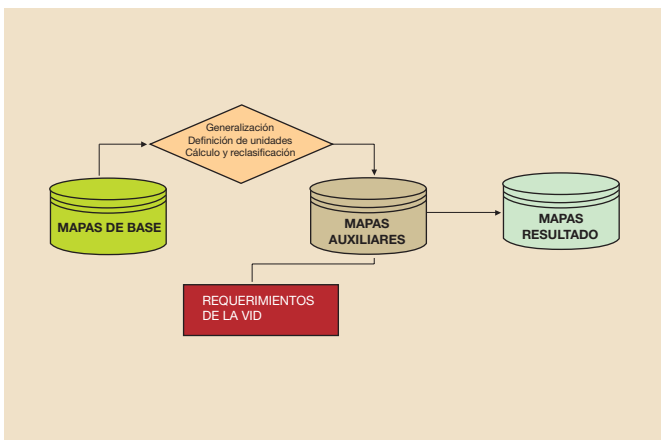 Generalización
Definición de unidades
Cálculo y reclasificación
MAPAS DE BASE
MAPAS
AUXILIARES
MAPAS
RESULTADO
REQUERIMIENTOS
DE LA VID